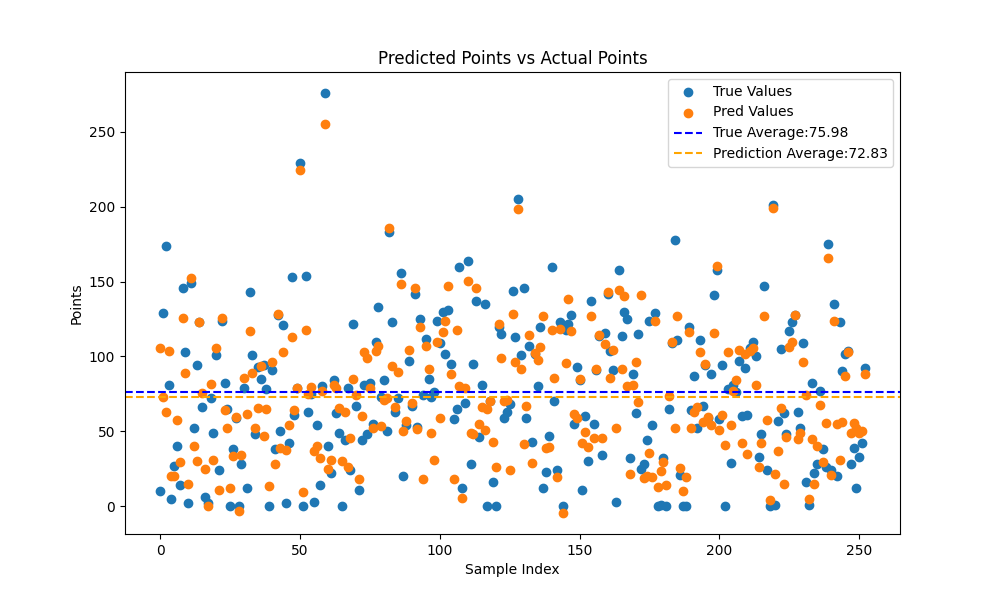 Predicted Points vs Actual Points
True Values
Pred Values
True Average:75.98
Prediction Average:72.83
250
200
150
100
50
0
Points
0 50 100 150 200 250
Sample Index